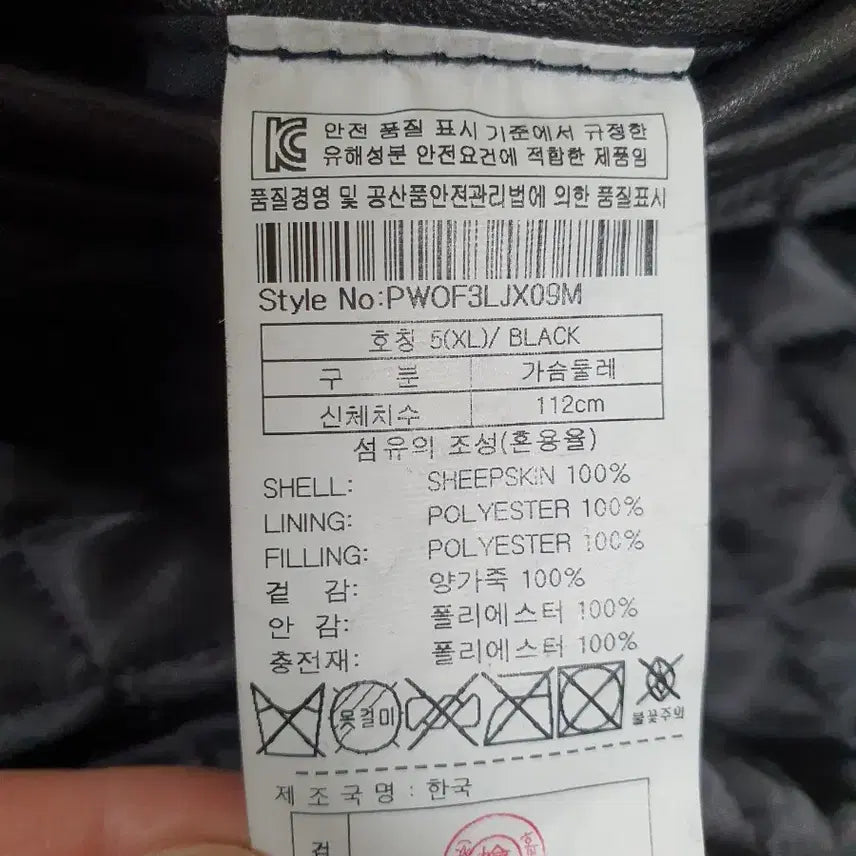 KC 안전 품질 표시 기준에서 규정한
유해성분 안전요건에 적합한 제품임
품질경영 및 공산품안전관리법에 의한 품질표시
Style No:PWOF3LJX09M
호칭 5(XL)/ BLACK
구 분 가슴둘레
신체치수 112cm
섬유의 조성(혼용율)
SHELL: SHEEPSKIN 100%
LINING: POLYESTER 100%
FILLING: POLYESTER 100%
겉 감: 양가죽 100%
안 감: 폴리에스터 100%
충전재: 폴리에스터 100%
옷걸이
불꽃주의
제 조 국 명 : 한국
검